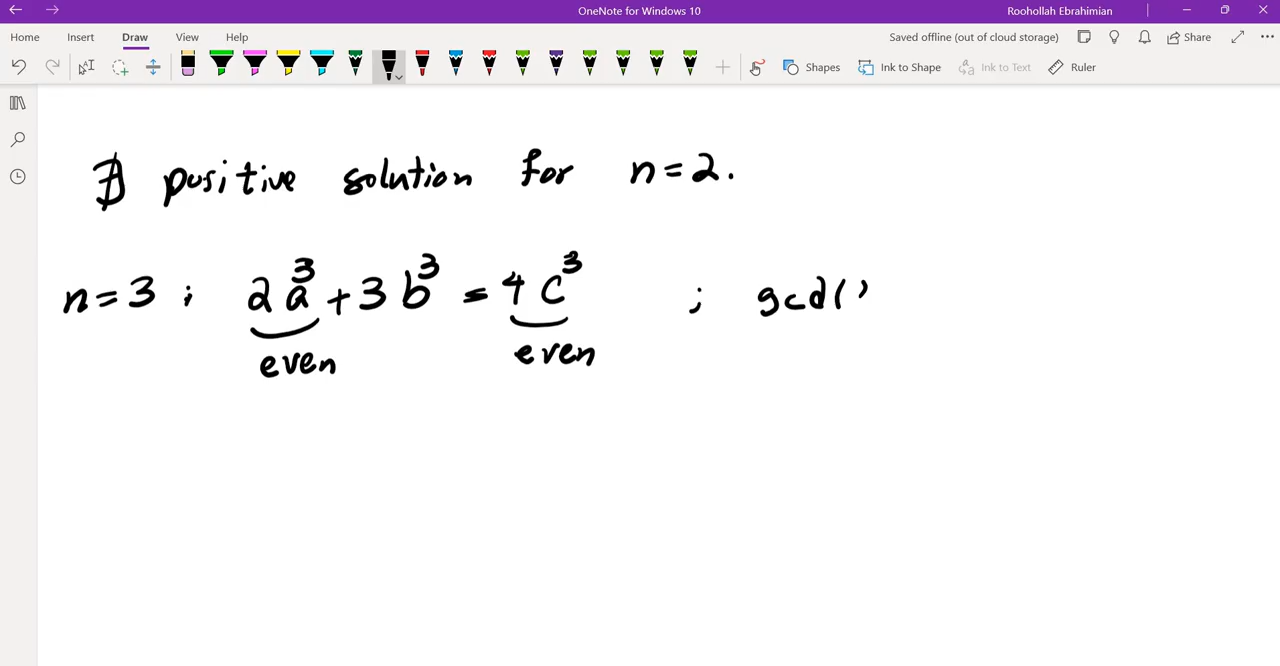 OneNote for Windows 10
Roohollah Ebrahimian
Home Insert Draw View Help
Saved offline (out of cloud storage) Share
Shapes Ink to Shape Ink to Text Ruler
∄ positive solution for n=2.
n=3 ; 2a³+3b³=4c³ ; gcd()
even even